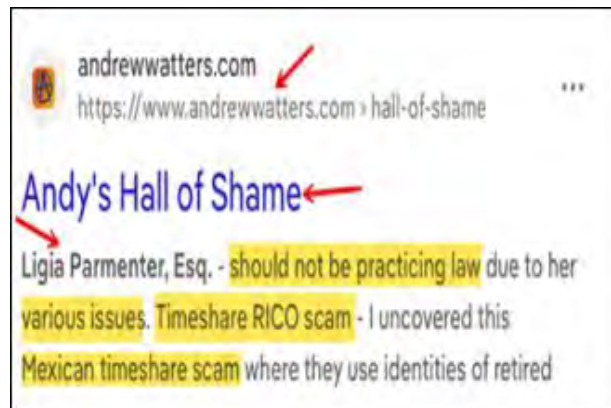 andrewwatters.com
https://www.andrewwatters.com › hall-of-shame
Andy's Hall of Shame
Ligia Parmenter, Esq. - should not be practicing law due to her
various issues. Timeshare RICO scam - I uncovered this
Mexican timeshare scam where they use identities of retired